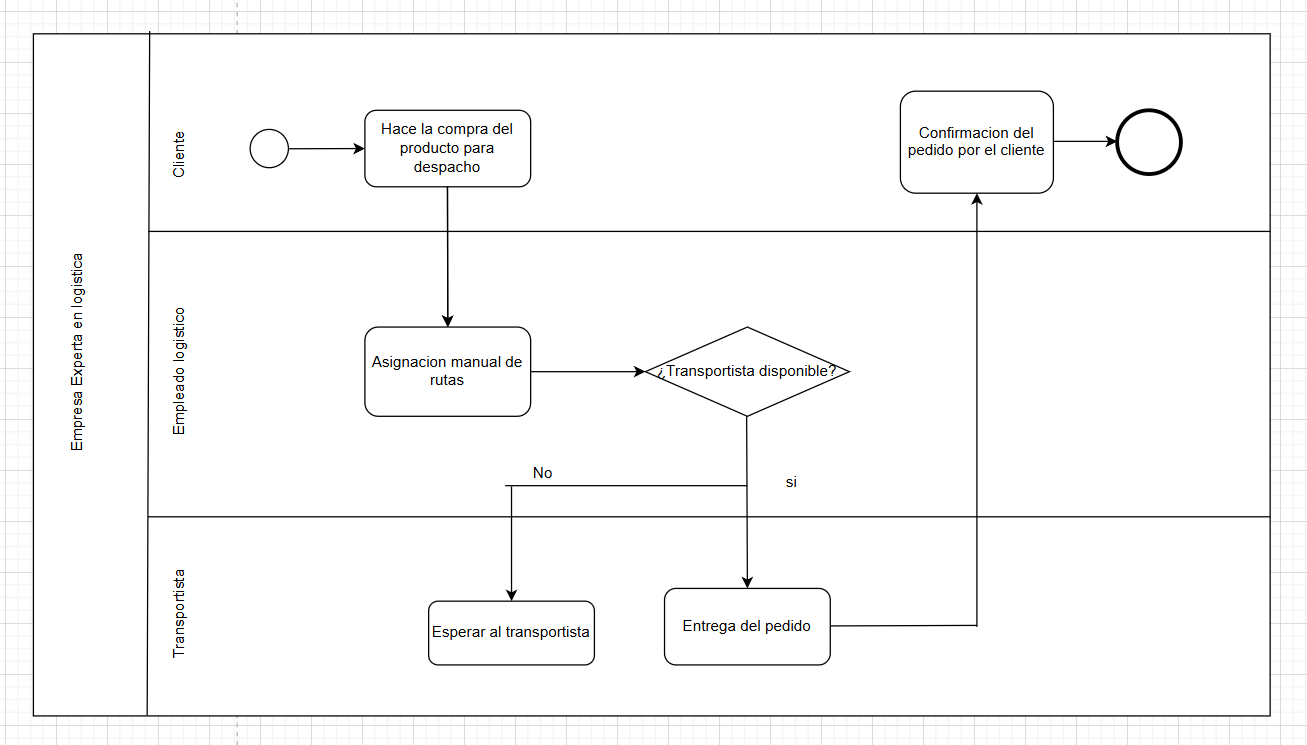 Empresa Experta en logistica
Cliente
Hace la compra del
producto para
despacho
Confirmacion del
pedido por el cliente
Empleado logistico
Asignacion manual de
rutas
¿Transportista disponible?
No
si
Transportista
Esperar al transportista
Entrega del pedido